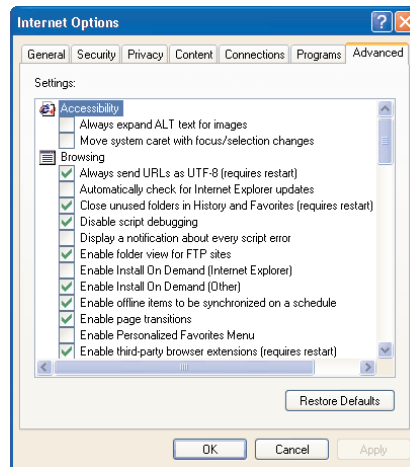 Internet Options
General Security Privacy Content Connections Programs Advanced
Settings:
Accessibility
Always expand ALT text for images
Move system caret with focus/selection changes
Browsing
Always send URLs as UTF-8 (requires restart)
Automatically check for Internet Explorer updates
Close unused folders in History and Favorites (requires restart)
Disable script debugging
Display a notification about every script error
Enable folder view for FTP sites
Enable Install On Demand (Internet Explorer)
Enable Install On Demand (Other)
Enable offline items to be synchronized on a schedule
Enable page transitions
Enable Personalized Favorites Menu
Enable third-party browser extensions (requires restart)
Restore Defaults
OK Cancel Apply